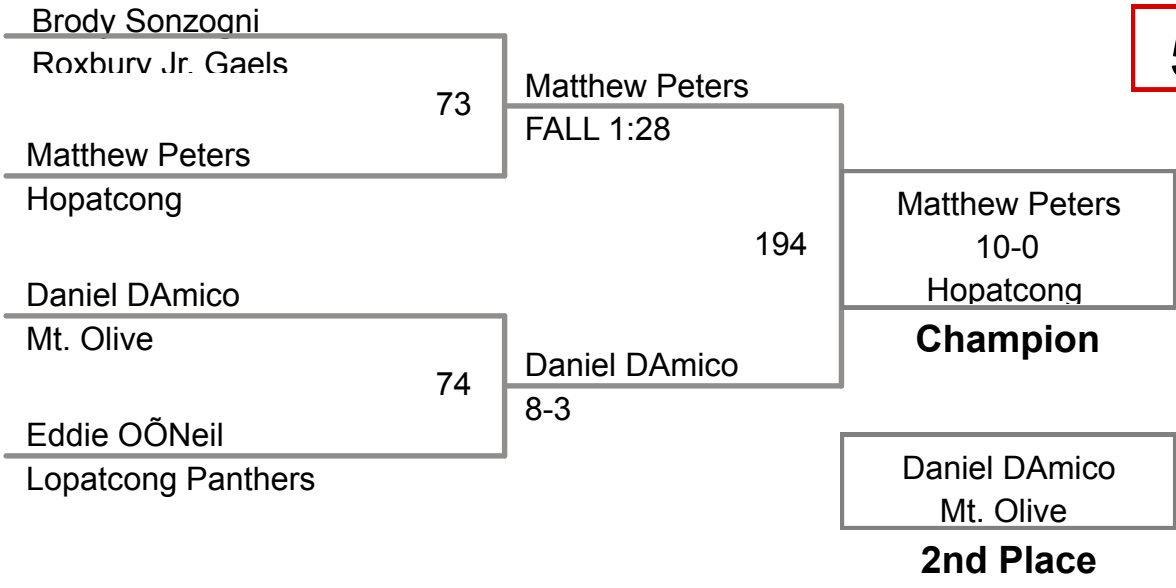 Brody Sonzogni
Roxbury Jr. Gaels
73
Matthew Peters
FALL 1:28
Matthew Peters
Hopatcong
194
Matthew Peters
10-0
Hopatcong
Champion
Daniel DAmico
Mt. Olive
74
Daniel DAmico
8-3
Eddie OÕNeil
Lopatcong Panthers
Daniel DAmico
Mt. Olive
2nd Place